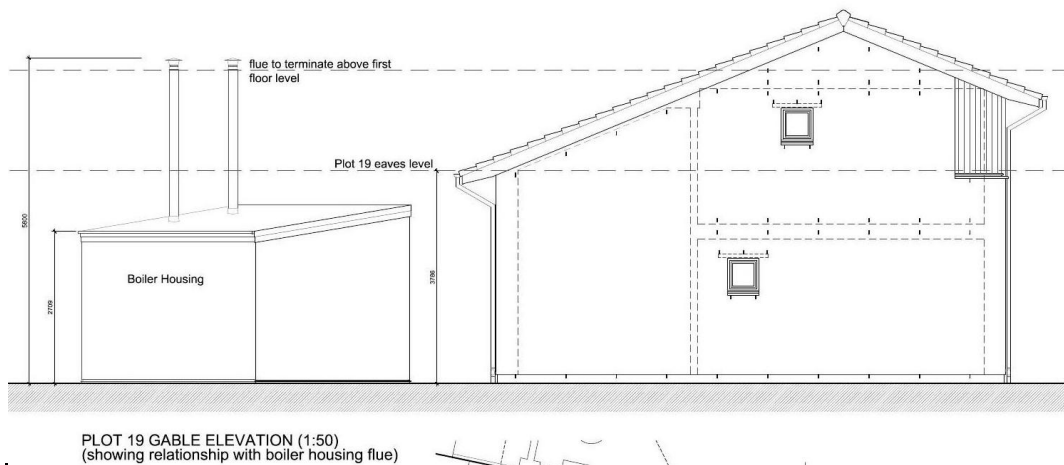 flue to terminate above first
floor level
Plot 19 eaves level
5800
Boiler Housing
2709
3786
PLOT 19 GABLE ELEVATION (1:50)
(showing relationship with boiler housing flue)